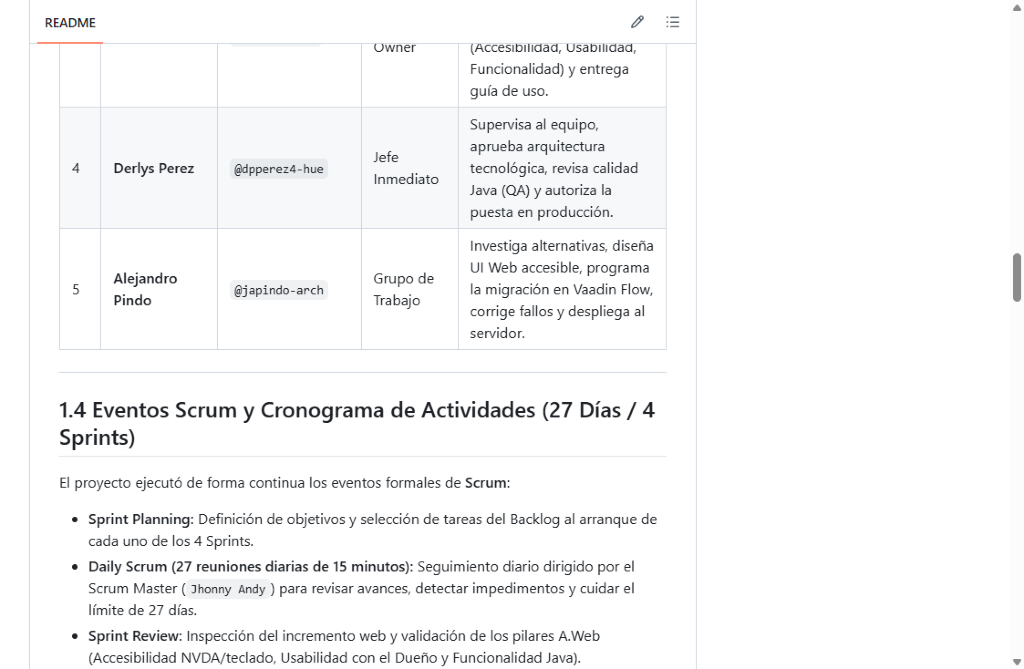 README
Owner
(Accesibilidad, Usabilidad,
Funcionalidad) y entrega
guía de uso.
4
Derlys Perez
@dpperez4-hue
Jefe
Inmediato
Supervisa al equipo,
aprueba arquitectura
tecnológica, revisa calidad
Java (QA) y autoriza la
puesta en producción.
5
Alejandro
Pindo
@japindo-arch
Grupo de
Trabajo
Investiga alternativas, diseña
UI Web accesible, programa
la migración en Vaadin Flow,
corrige fallos y despliega al
servidor.
1.4 Eventos Scrum y Cronograma de Actividades (27 Días / 4
Sprints)
El proyecto ejecutó de forma continua los eventos formales de Scrum:
• Sprint Planning: Definición de objetivos y selección de tareas del Backlog al arranque de
cada uno de los 4 Sprints.
• Daily Scrum (27 reuniones diarias de 15 minutos): Seguimiento diario dirigido por el
Scrum Master ( Jhonny Andy ) para revisar avances, detectar impedimentos y cuidar el
límite de 27 días.
• Sprint Review: Inspección del incremento web y validación de los pilares A.Web
(Accesibilidad NVDA/teclado, Usabilidad con el Dueño y Funcionalidad Java).